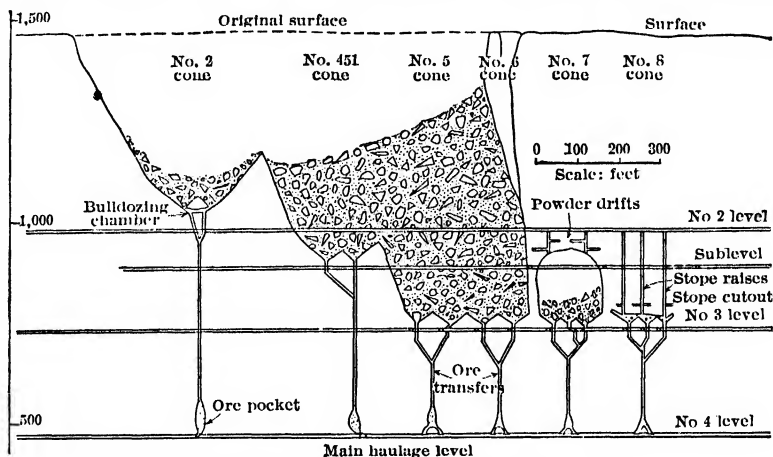 1,500
Original surface
Surface
No. 2
cone
No. 451
cone
No. 5
cone
No. 6
cone
No. 7
cone
No. 8
cone
0 100 200 300
Scale: feet
Bulldozing
chamber
Powder drifts
1,000
No 2 level
Sublevel
Stope raises
Stope cutout
No 3 level
Ore
transfers
Ore pocket
500
No 4 level
Main haulage level